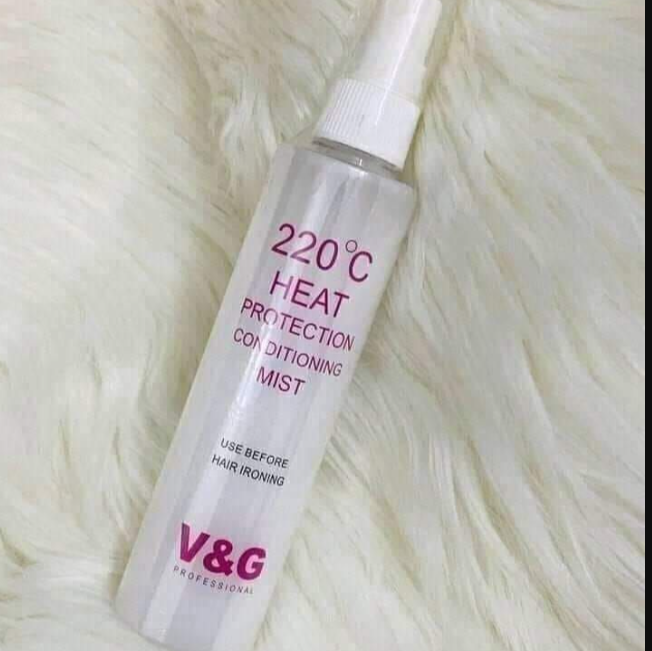 220°C
HEAT
PROTECTION
CONDITIONING
MIST
USE BEFORE
HAIR IRONING
V&G
PROFESSIONAL